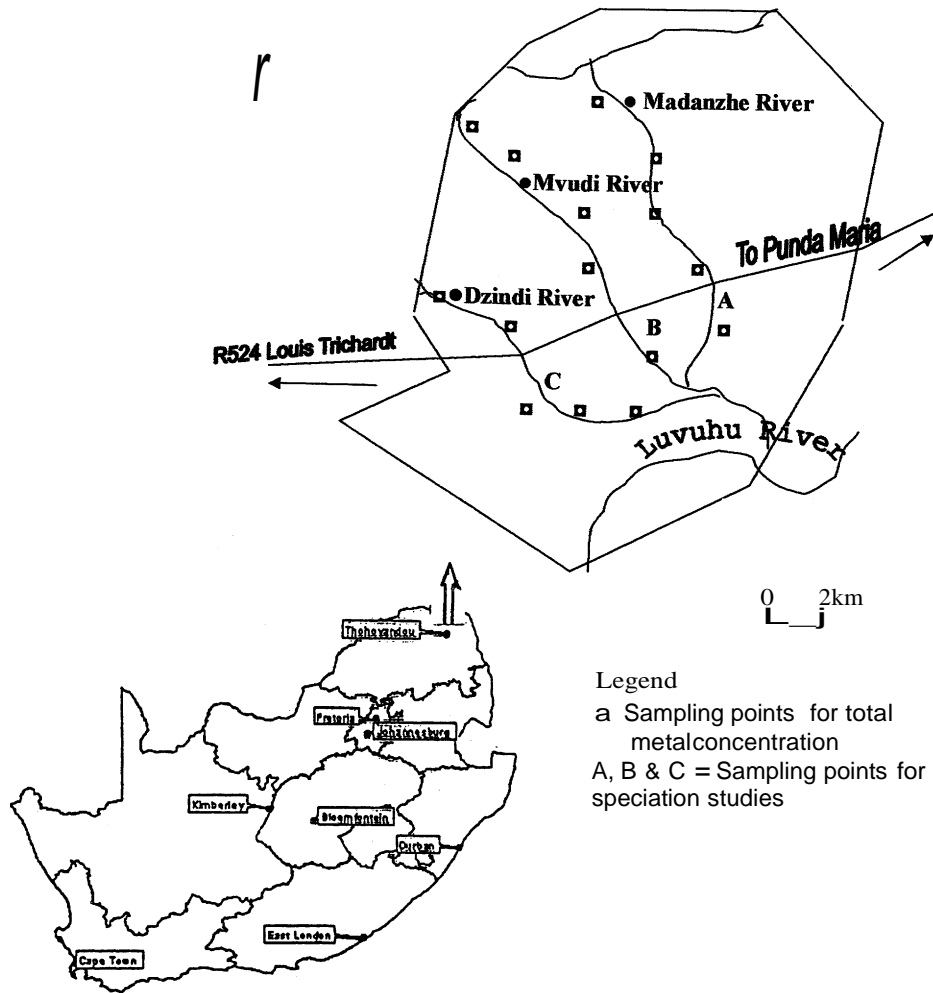 r
Madanzhe River
Mvudi River
To Punda Maria
Dzindi River
A
B
R524 Louis Trichardt
C
Luvuhu River
0 2km
Thohoyandou
Pretoria
Johannesburg
Kimberley
Bloemfontein
Durban
East London
Cape Town
Legend
a Sampling points for total
metalconcentration
A, B & C = Sampling points for
speciation studies